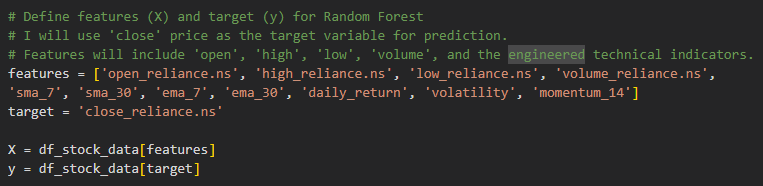 # Define features (X) and target (y) for Random Forest
# I will use 'close' price as the target variable for prediction.
# Features will include 'open', 'high', 'low', 'volume', and the engineered technical indicators.
features = ['open_reliance.ns', 'high_reliance.ns', 'low_reliance.ns', 'volume_reliance.ns',
'sma_7', 'sma_30', 'ema_7', 'ema_30', 'daily_return', 'volatility', 'momentum_14']
target = 'close_reliance.ns'
X = df_stock_data[features]
y = df_stock_data[target]